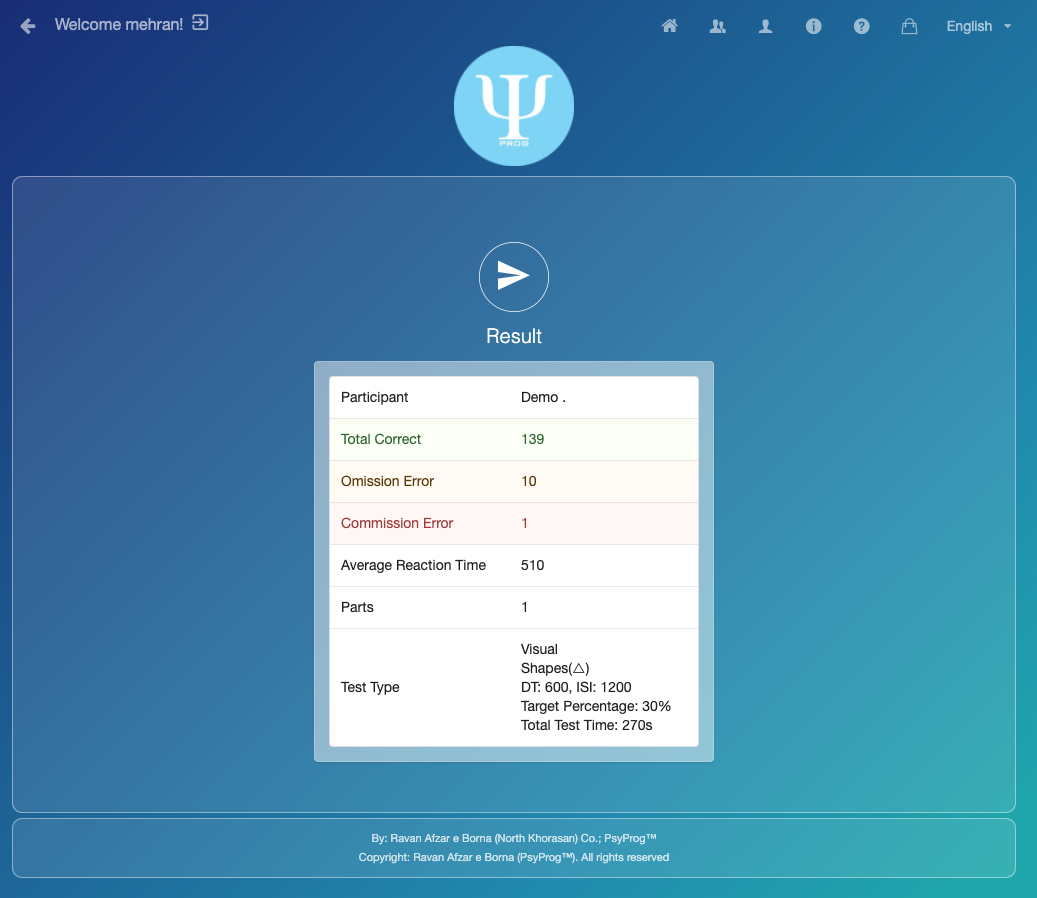 Welcome mehran!
English
PROG
Result
Participant Demo .
Total Correct 139
Omission Error 10
Commission Error 1
Average Reaction Time 510
Parts 1
Test Type
Visual
Shapes(△)
DT: 600, ISI: 1200
Target Percentage: 30%
Total Test Time: 270s
By: Ravan Afzar e Borna (North Khorasan) Co.; PsyProg™
Copyright: Ravan Afzar e Borna (PsyProg™). All rights reserved